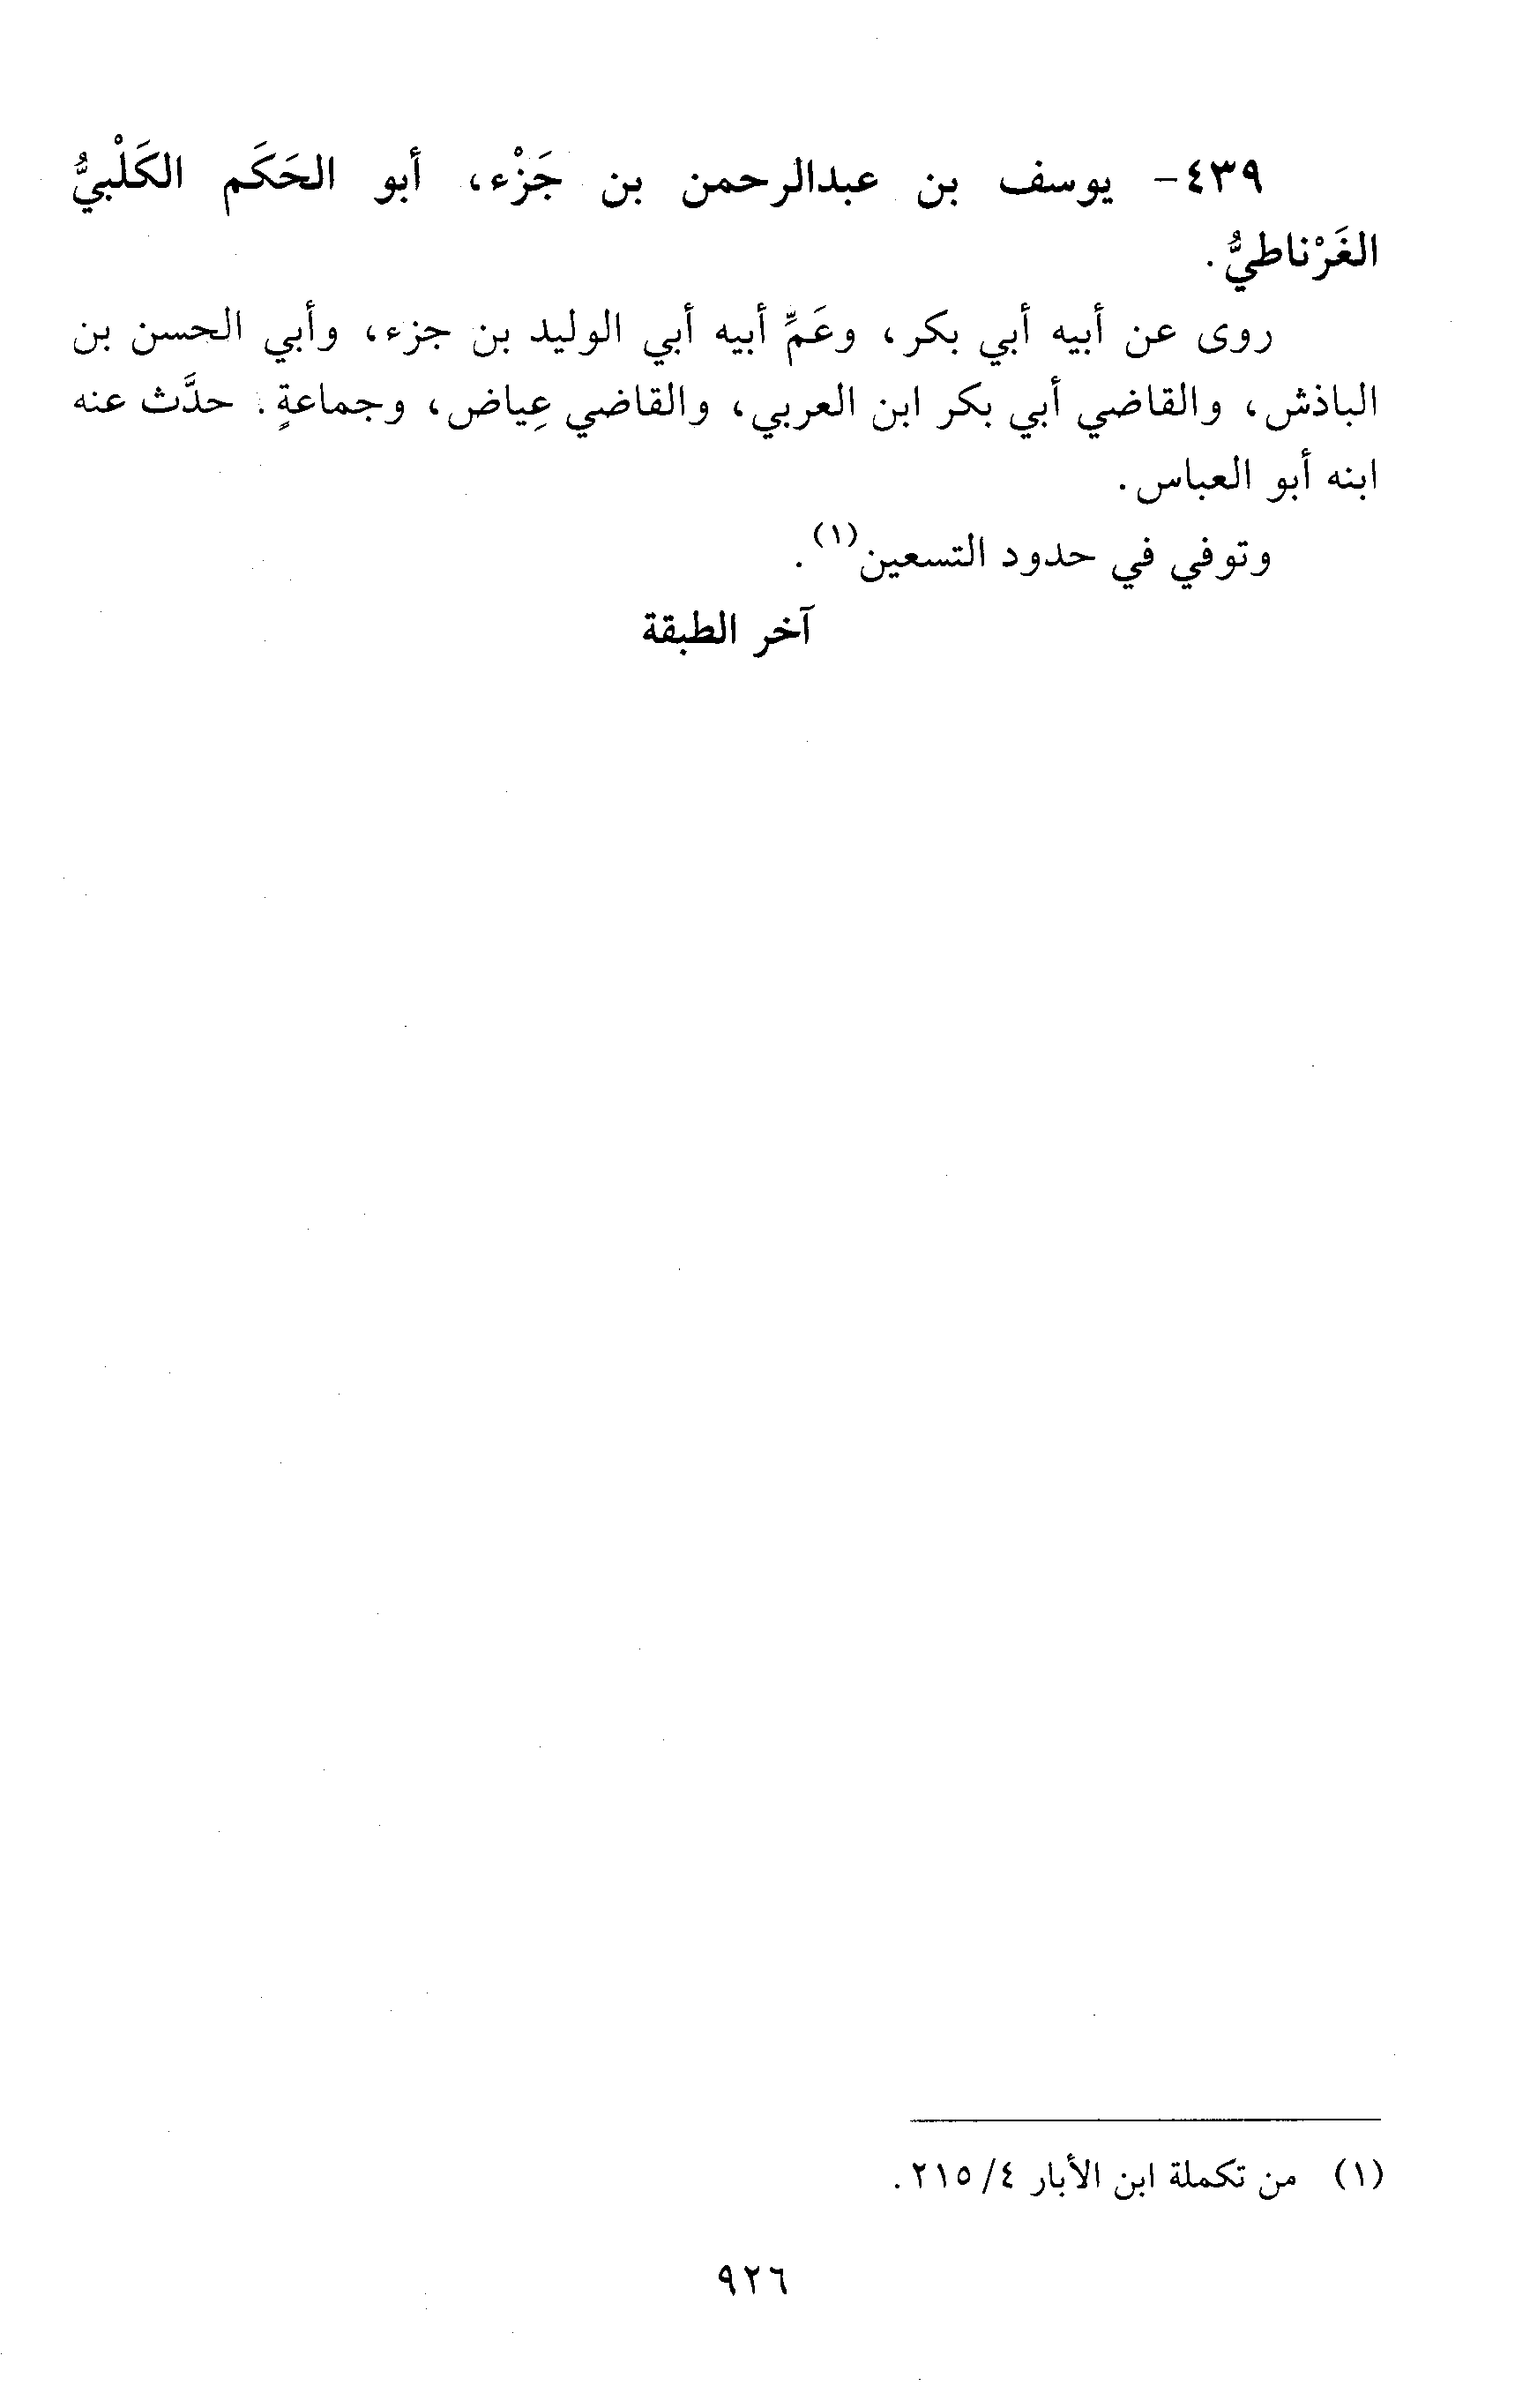 ٤٣٩- يوسف بن عبدالرحمن بن جَزْء، أبو الحَكَم الكَلْبيُّ
الغَرْناطيُّ.
روى عن أبيه أبي بكر، وعَمِّ أبيه أبي الوليد بن جزء، وأبي الحسن بن
الباذش، والقاضي أبي بكر ابن العربي، والقاضي عِياض، وجماعةٍ. حدَّث عنه
ابنه أبو العباس.
وتوفي في حدود التسعين(١).
آخر الطبقة
(١) من تكملة ابن الأبار ٤/ ٢١٥.
٩٢٦